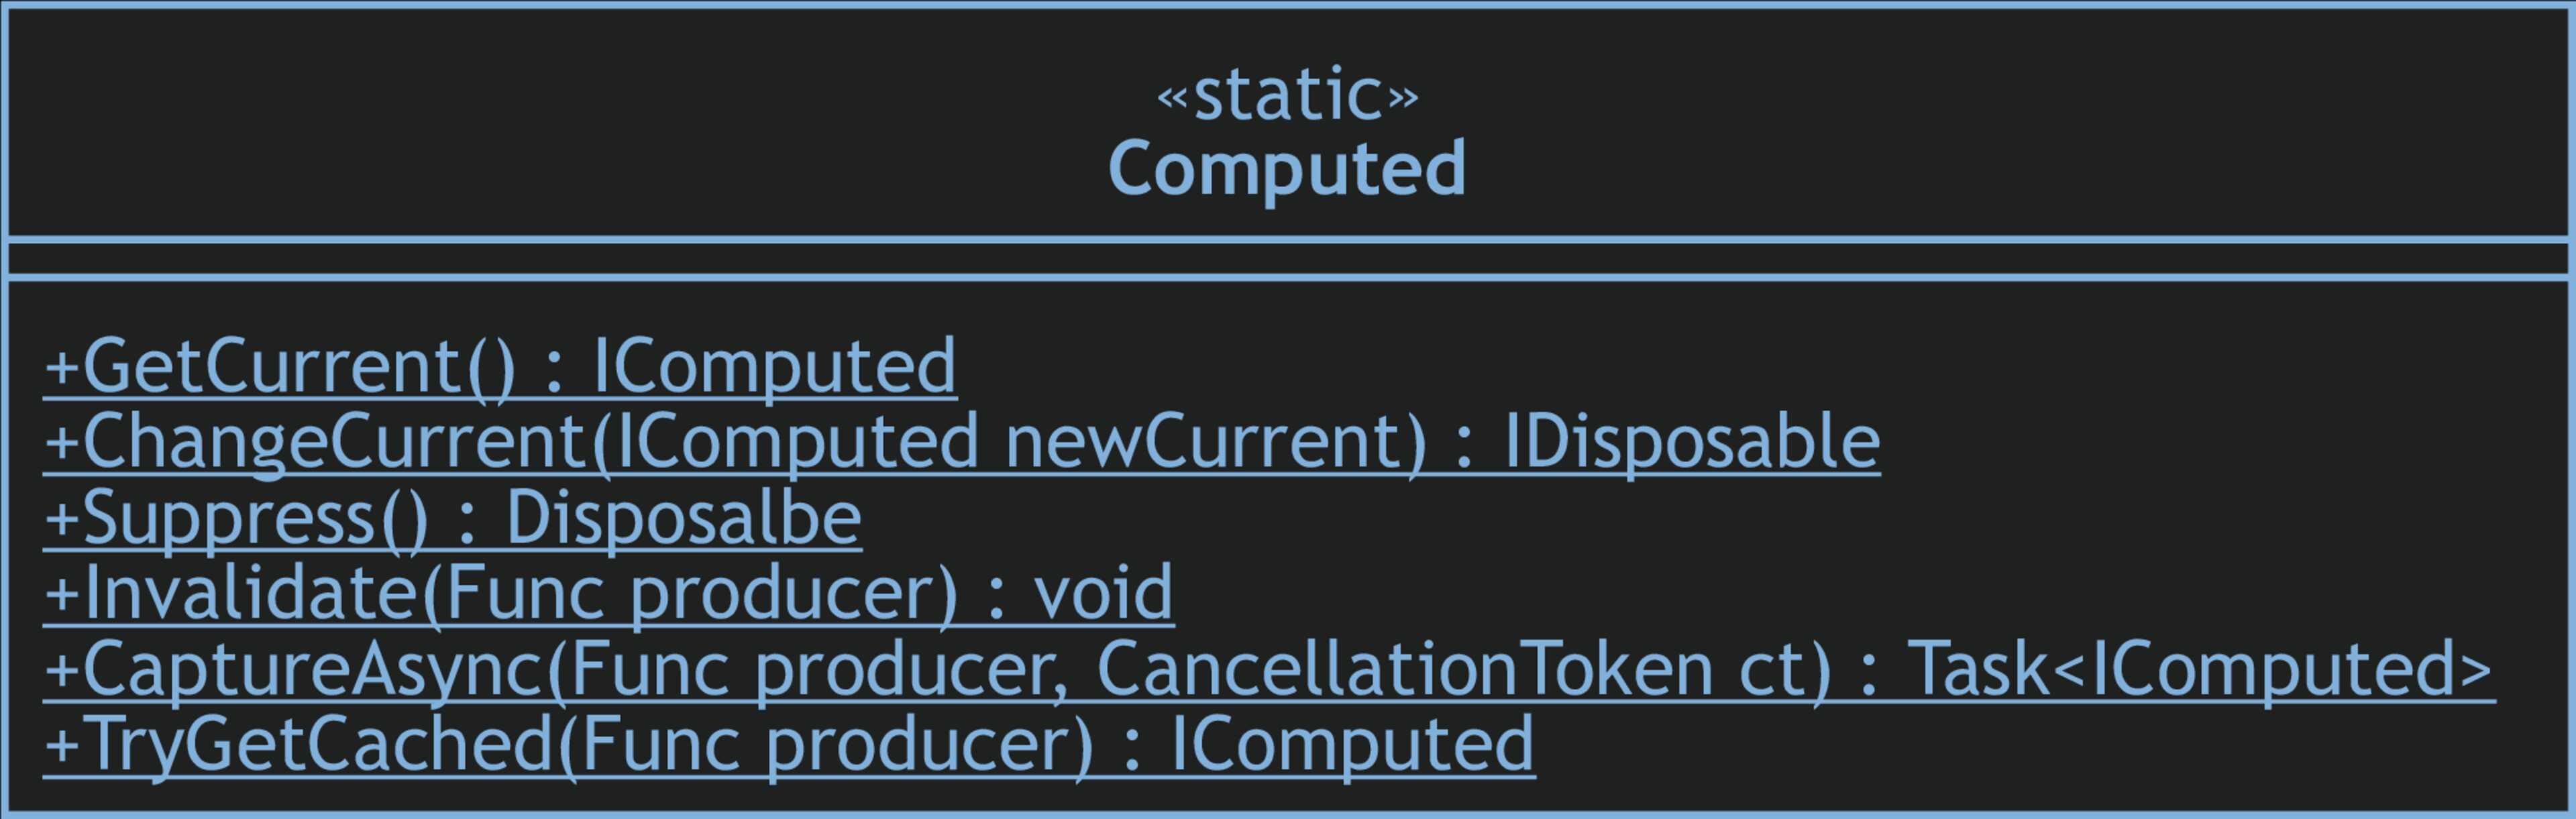 «static»
Computed
+GetCurrent() : IComputed
+ChangeCurrent(IComputed newCurrent) : IDisposable
+Suppress() : Disposalbe
+Invalidate(Func producer) : void
+CaptureAsync(Func producer, CancellationToken ct) : Task<IComputed>
+TryGetCached(Func producer) : IComputed